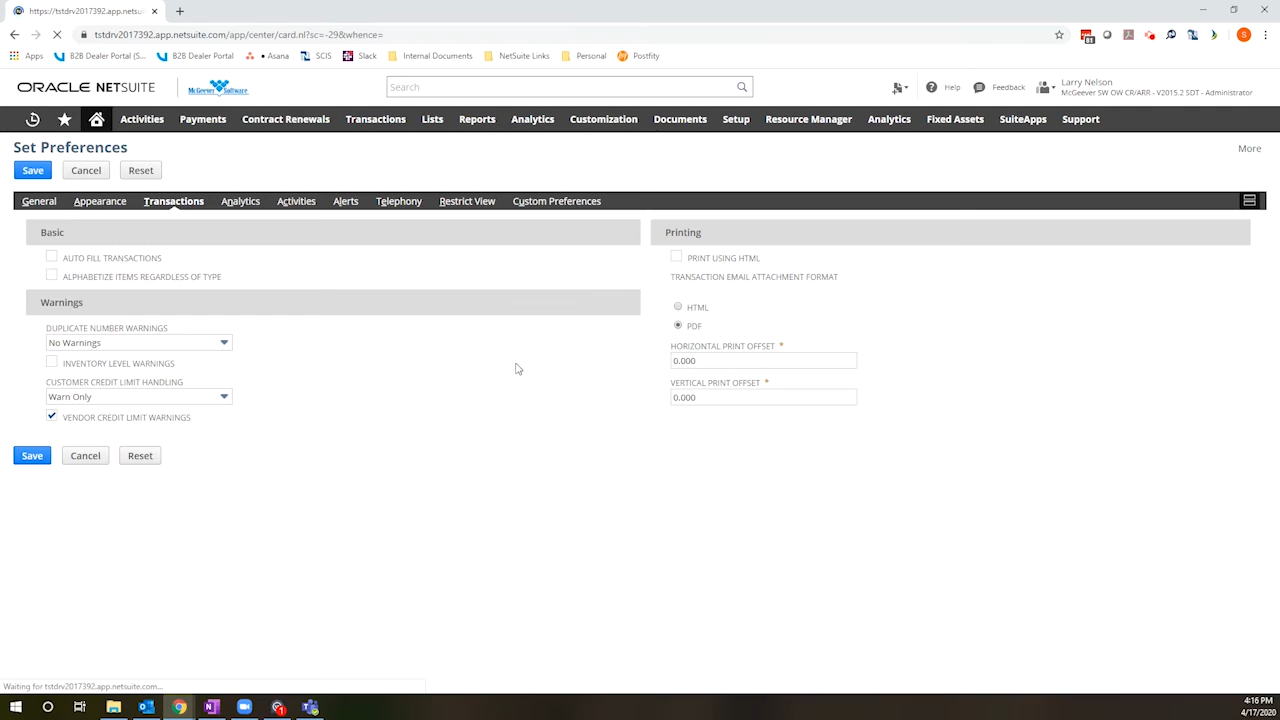 https://tstdrv2017392.app.netsuite.com
tstdrv2017392.app.netsuite.com/app/center/card.nl?sc=-29&whence=
81
S
Apps
B2B Dealer Portal (S...
B2B Dealer Portal
Asana
SCIS
Slack
Internal Documents
NetSuite Links
Personal
Postfity
ORACLE NETSUITE
McGeever Software
Search
Help
Feedback
Larry Nelson
McGeever SW OW CR/ARR - V2015.2 SDT - Administrator
Activities
Payments
Contract Renewals
Transactions
Lists
Reports
Analytics
Customization
Documents
Setup
Resource Manager
Analytics
Fixed Assets
SuiteApps
Support
Set Preferences
More
Save
Cancel
Reset
General
Appearance
Transactions
Analytics
Activities
Alerts
Telephony
Restrict View
Custom Preferences
Basic
AUTO FILL TRANSACTIONS
ALPHABETIZE ITEMS REGARDLESS OF TYPE
Warnings
DUPLICATE NUMBER WARNINGS
No Warnings
INVENTORY LEVEL WARNINGS
CUSTOMER CREDIT LIMIT HANDLING
Warn Only
VENDOR CREDIT LIMIT WARNINGS
Printing
PRINT USING HTML
TRANSACTION EMAIL ATTACHMENT FORMAT
HTML
PDF
HORIZONTAL PRINT OFFSET *
0.000
VERTICAL PRINT OFFSET *
0.000
Save
Cancel
Reset
Waiting for tstdrv2017392.app.netsuite.com...
4:16 PM
4/17/2020